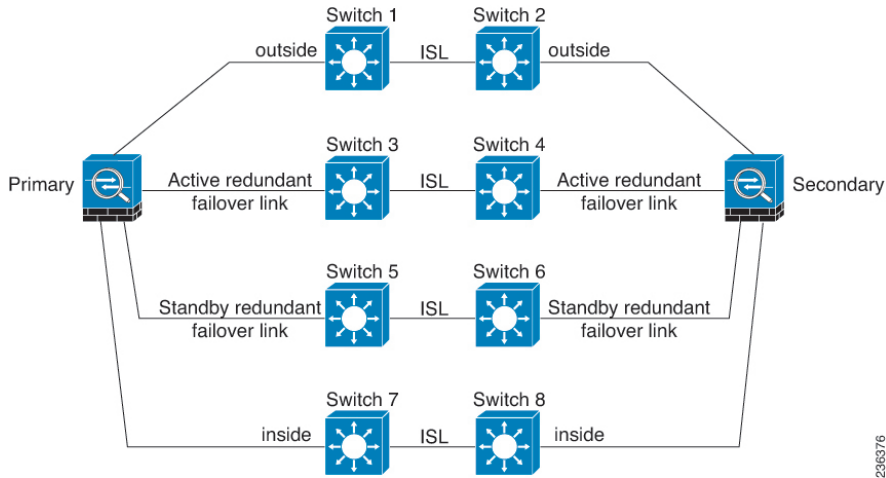 Switch 1
Switch 2
outside
ISL
outside
Switch 3
Switch 4
Primary
Active redundant
failover link
ISL
Active redundant
failover link
Secondary
Switch 5
Switch 6
Standby redundant
failover link
ISL
Standby redundant
failover link
Switch 7
Switch 8
inside
ISL
inside
236376